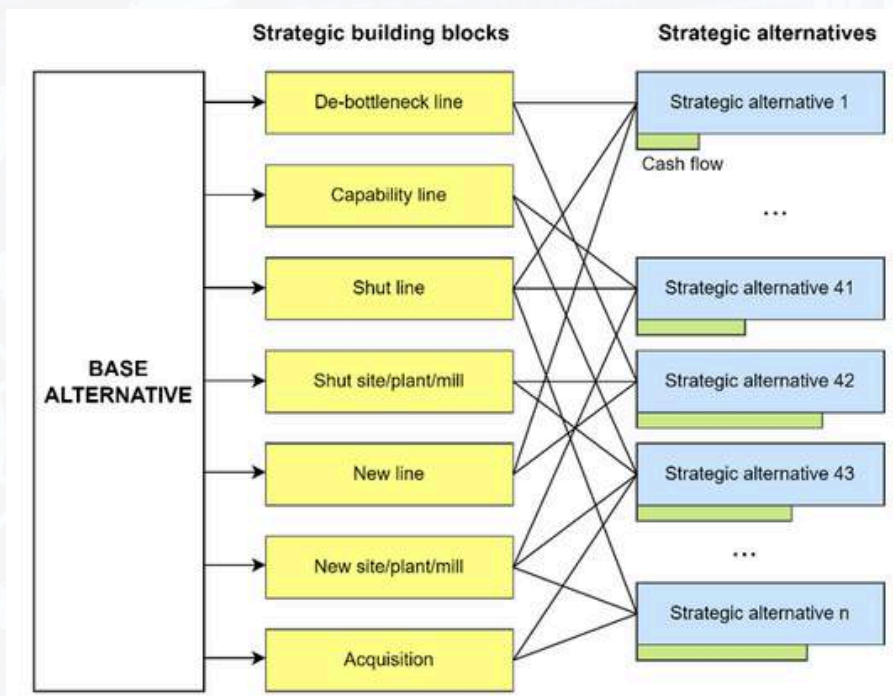 Strategic building blocks
Strategic alternatives
BASE
ALTERNATIVE
De-bottleneck line
Capability line
Shut line
Shut site/plant/mill
New line
New site/plant/mill
Acquisition
Strategic alternative 1
Cash flow
...
Strategic alternative 41
Strategic alternative 42
Strategic alternative 43
...
Strategic alternative n